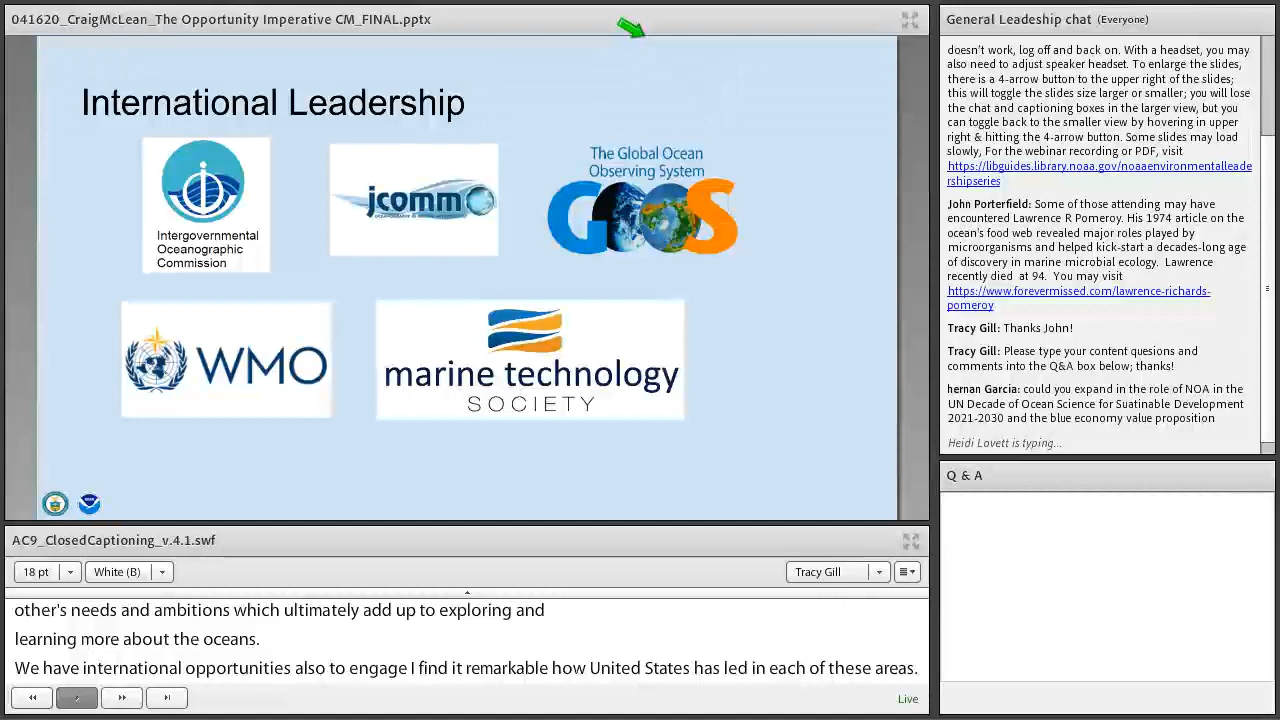 041620_CraigMcLean_The Opportunity Imperative CM_FINAL.pptx
International Leadership
Intergovernmental
Oceanographic
Commission
jcomm
The Global Ocean
Observing System
GOOS
WMO
marine technology
SOCIETY
AC9_ClosedCaptioning_v.4.1.swf
18 pt
White (B)
Tracy Gill
other's needs and ambitions which ultimately add up to exploring and
learning more about the oceans.
We have international opportunities also to engage I find it remarkable how United States has led in each of these areas.
Live
General Leadeship chat (Everyone)
doesn't work, log off and back on. With a headset, you may
also need to adjust speaker headset. To enlarge the slides,
there is a 4-arrow button to the upper right of the slides;
this will toggle the slides size larger or smaller; you will lose
the chat and captioning boxes in the larger view, but you
can toggle back to the smaller view by hovering in upper
right & hitting the 4-arrow button. Some slides may load
slowly, For the webinar recording or PDF, visit
https://libguides.library.noaa.gov/noaaenvironmentalleade
rshipseries
John Porterfield: Some of those attending may have
encountered Lawrence R Pomeroy. His 1974 article on the
ocean's food web revealed major roles played by
microorganisms and helped kick-start a decades-long age
of discovery in marine microbial ecology. Lawrence
recently died at 94. You may visit
https://www.forevermissed.com/lawrence-richards-
pomeroy
Tracy Gill: Thanks John!
Tracy Gill: Please type your content quesions and
comments into the Q&A box below; thanks!
hernan Garcia: could you expand in the role of NOA in the
UN Decade of Ocean Science for Suatinable Development
2021-2030 and the blue economy value proposition
Heidi Lovett is typing...
Q & A